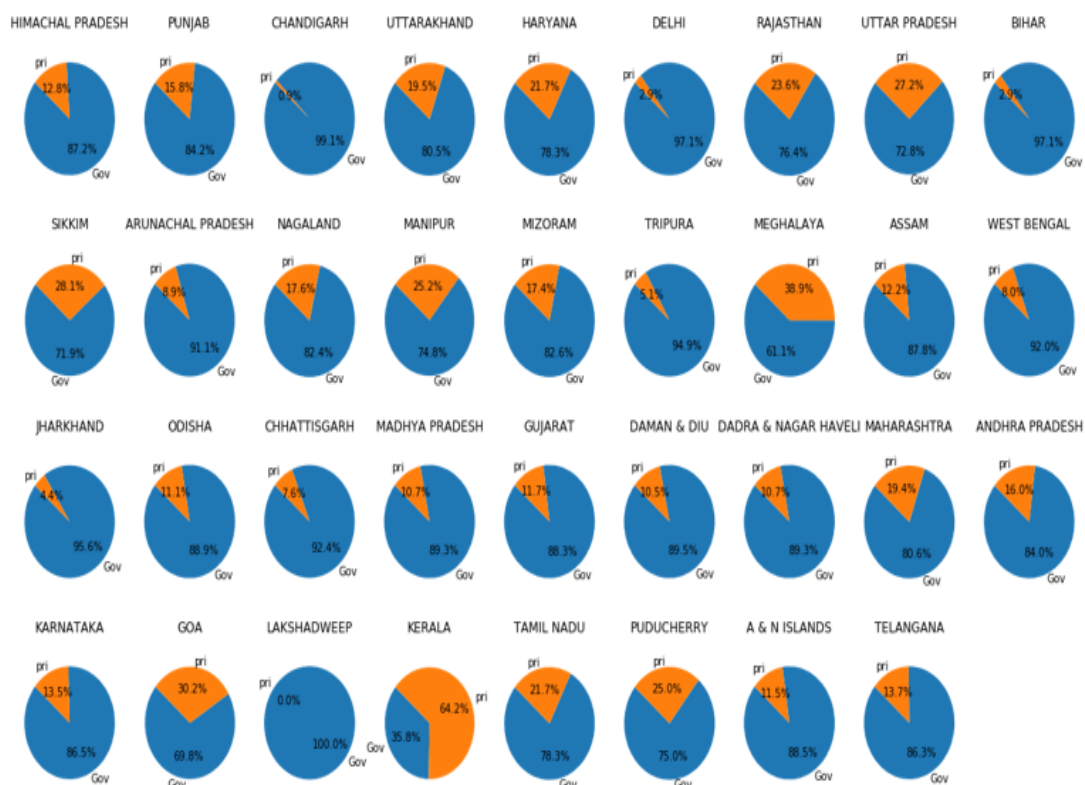 HIMACHAL PRADESH PUNJAB CHANDIGARH UTTARAKHAND HARYANA DELHI RAJASTHAN UTTAR PRADESH BIHAR
pri pri pri pri pri pri pri pri pri
12.8% 15.8% 0.9% 19.5% 21.7% 2.9% 23.6% 27.2% 2.9%
87.2% 84.2% 99.1% 80.5% 78.3% 97.1% 76.4% 72.8% 97.1%
Gov Gov Gov Gov Gov Gov Gov Gov Gov
SIKKIM ARUNACHAL PRADESH NAGALAND MANIPUR MIZORAM TRIPURA MEGHALAYA ASSAM WEST BENGAL
pri pri pri pri pri pri pri pri pri
28.1% 8.9% 17.6% 25.2% 17.4% 5.1% 38.9% 12.2% 8.0%
71.9% 91.1% 82.4% 74.8% 82.6% 94.9% 61.1% 87.8% 92.0%
Gov Gov Gov Gov Gov Gov Gov Gov Gov
JHARKHAND ODISHA CHHATTISGARH MADHYA PRADESH GUJARAT DAMAN & DIU DADRA & NAGAR HAVELI MAHARASHTRA ANDHRA PRADESH
pri pri pri pri pri pri pri pri pri
4.4% 11.1% 7.6% 10.7% 11.7% 10.5% 10.7% 19.4% 16.0%
95.6% 88.9% 92.4% 89.3% 88.3% 89.5% 89.3% 80.6% 84.0%
Gov Gov Gov Gov Gov Gov Gov Gov Gov
KARNATAKA GOA LAKSHADWEEP KERALA TAMIL NADU PUDUCHERRY A & N ISLANDS TELANGANA
pri pri pri pri pri pri pri pri
13.5% 30.2% 0.0% 64.2% 21.7% 25.0% 11.5% 13.7%
86.5% 69.8% 100.0% 35.8% 78.3% 75.0% 88.5% 86.3%
Gov Gov Gov Gov Gov Gov Gov Gov